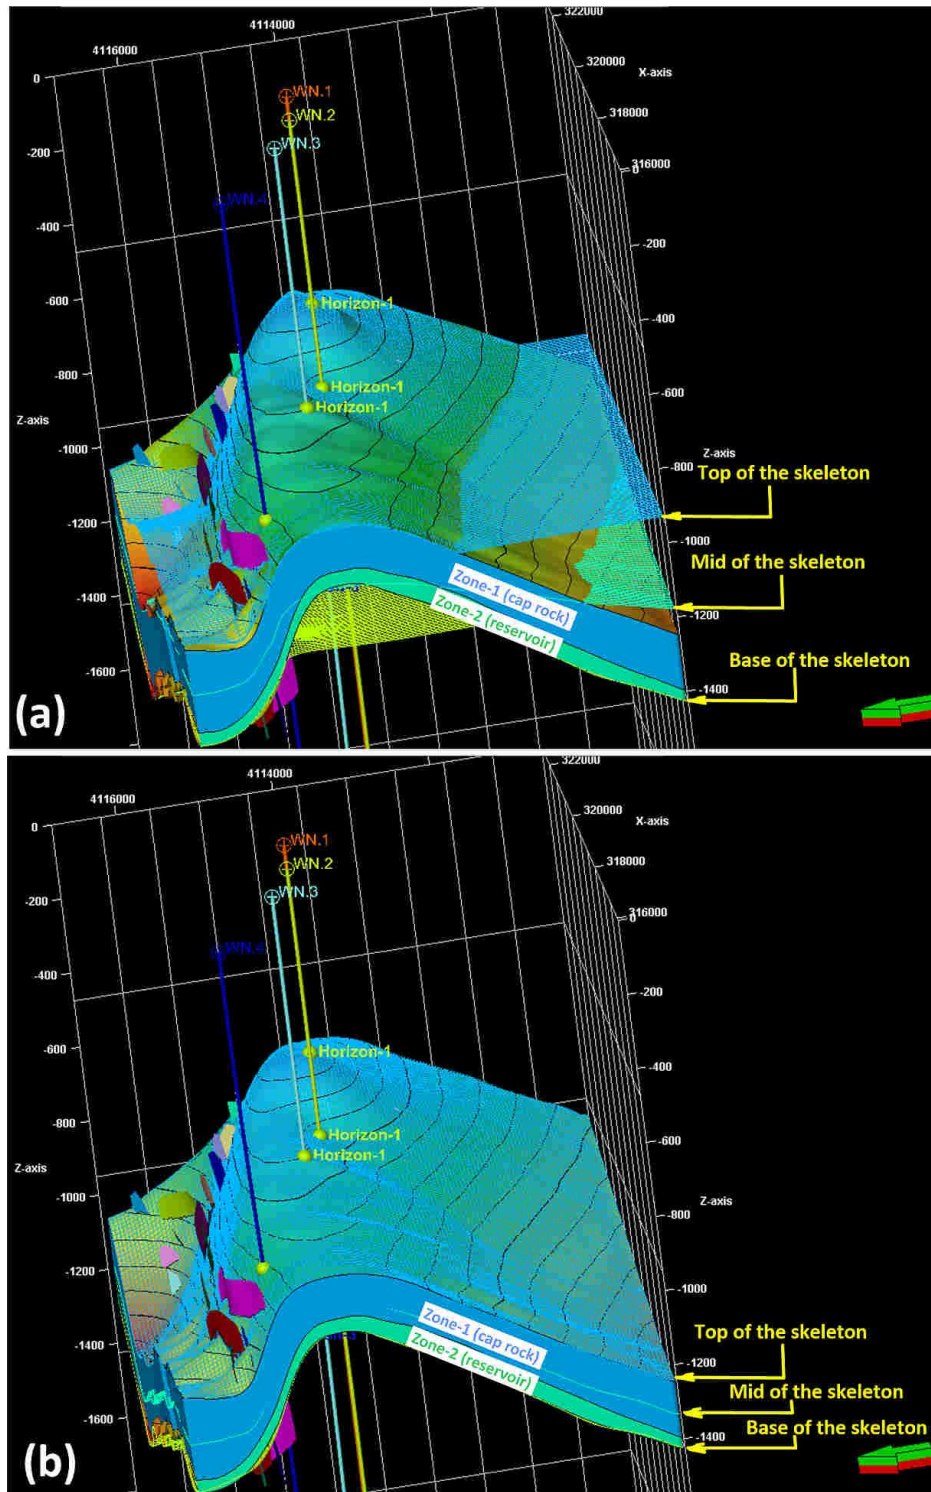 322000
4114000
4116000
320000
X-axis
0
318000
WN.1
WN.2
-200
WN.3
316000
0
WN.4
-200
-400
-600
Horizon-1
-400
-800
Horizon-1
-600
Horizon-1
Z-axis
-1000
Z-axis
-800
Top of the skeleton
-1200
-1000
Mid of the skeleton
-1400
Zone-1 (cap rock)
-1200
Zone-2 (reservoir)
-1600
Base of the skeleton
-1400
(a)
322000
4114000
4116000
320000
X-axis
0
WN.1
318000
WN.2
-200
WN.3
316000
0
WN.4
-400
-200
-600
Horizon-1
-400
-800
Horizon-1
-600
Horizon-1
Z-axis
-1000
Z-axis
-800
-1200
-1000
Zone-1 (cap rock)
Top of the skeleton
-1400
Zone-2 (reservoir)
-1200
Mid of the skeleton
-1600
Base of the skeleton
-1400
(b)